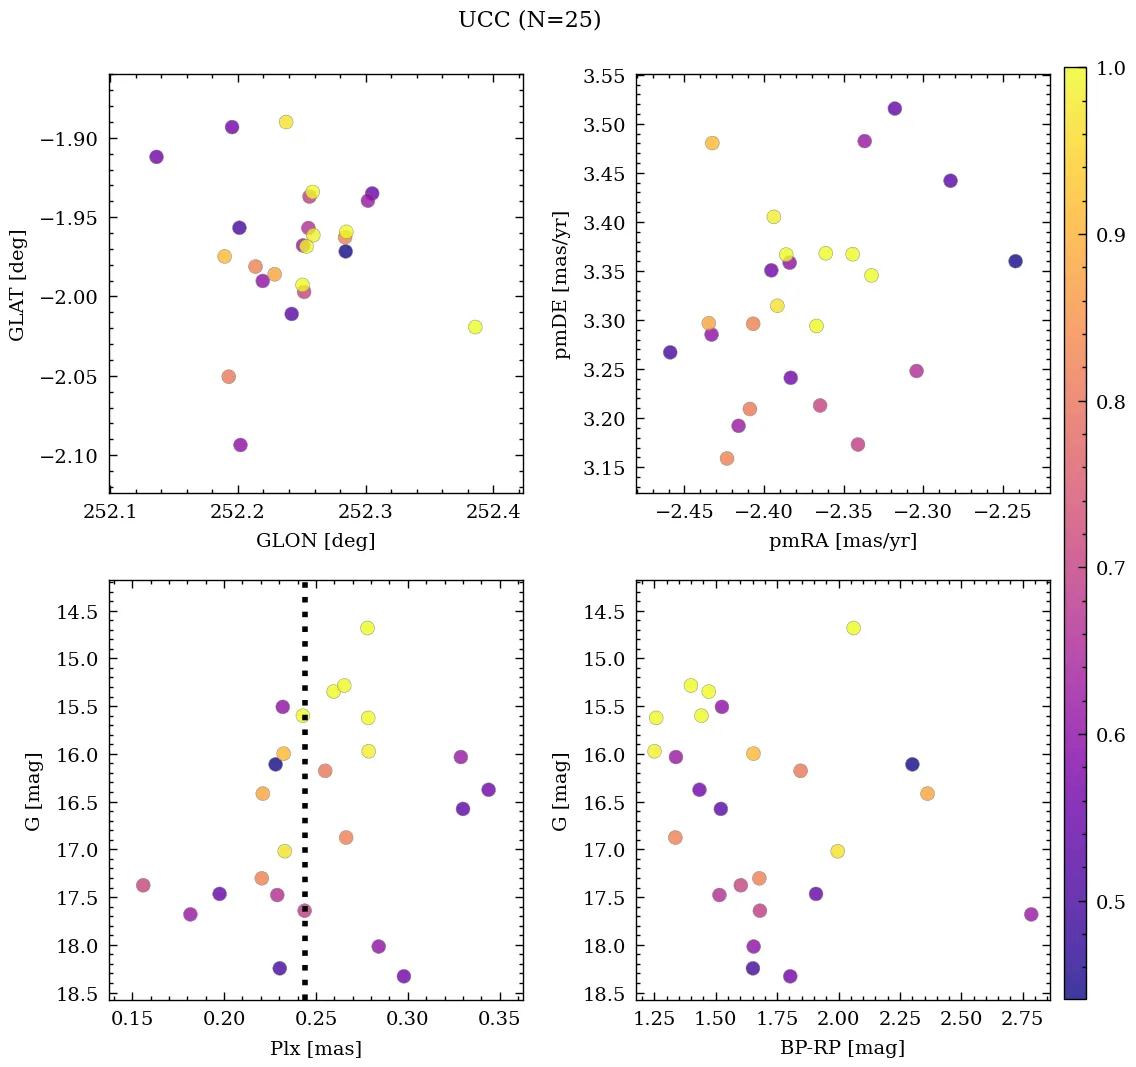 UCC (N=25)
−1.90
−1.95
−2.00
−2.05
−2.10
GLAT [deg]
252.1 252.2 252.3 252.4
GLON [deg]
3.55
3.50
3.45
3.40
3.35
3.30
3.25
3.20
3.15
pmDE [mas/yr]
−2.45 −2.40 −2.35 −2.30 −2.25
pmRA [mas/yr]
1.0
0.9
0.8
0.7
0.6
0.5
14.5
15.0
15.5
16.0
16.5
17.0
17.5
18.0
18.5
G [mag]
0.15 0.20 0.25 0.30 0.35
Plx [mas]
14.5
15.0
15.5
16.0
16.5
17.0
17.5
18.0
18.5
G [mag]
1.25 1.50 1.75 2.00 2.25 2.50 2.75
BP-RP [mag]